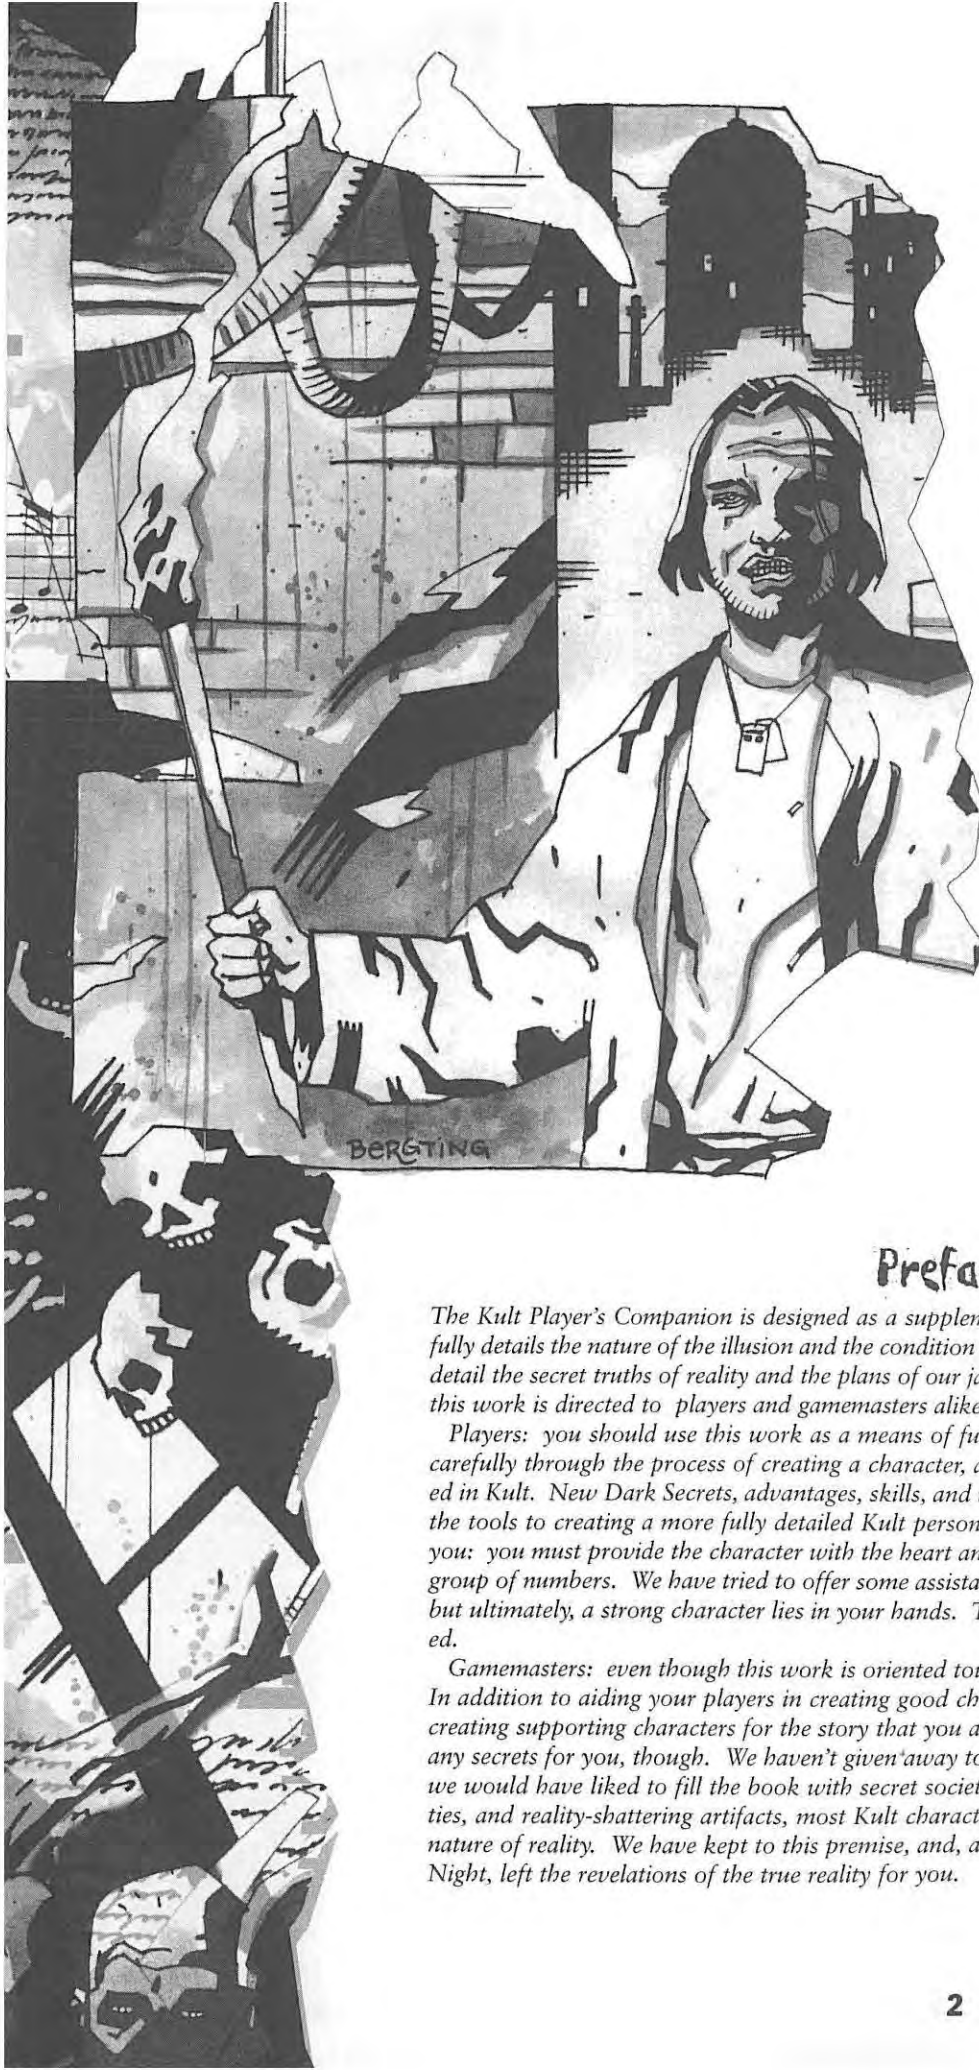 BERGTING
Prefa
The Kult Player's Companion is designed as a supplem
fully details the nature of the illusion and the condition
detail the secret truths of reality and the plans of our ja
this work is directed to players and gamemasters alike
Players: you should use this work as a means of fu
carefully through the process of creating a character, a
ed in Kult. New Dark Secrets, advantages, skills, and
the tools to creating a more fully detailed Kult person
you: you must provide the character with the heart an
group of numbers. We have tried to offer some assista
but ultimately, a strong character lies in your hands. T
ed.
Gamemasters: even though this work is oriented tou
In addition to aiding your players in creating good ch
creating supporting characters for the story that you a
any secrets for you, though. We haven't given away to
we would have liked to fill the book with secret societ
ties, and reality-shattering artifacts, most Kult charact
nature of reality. We have kept to this premise, and, a
Night, left the revelations of the true reality for you.
2